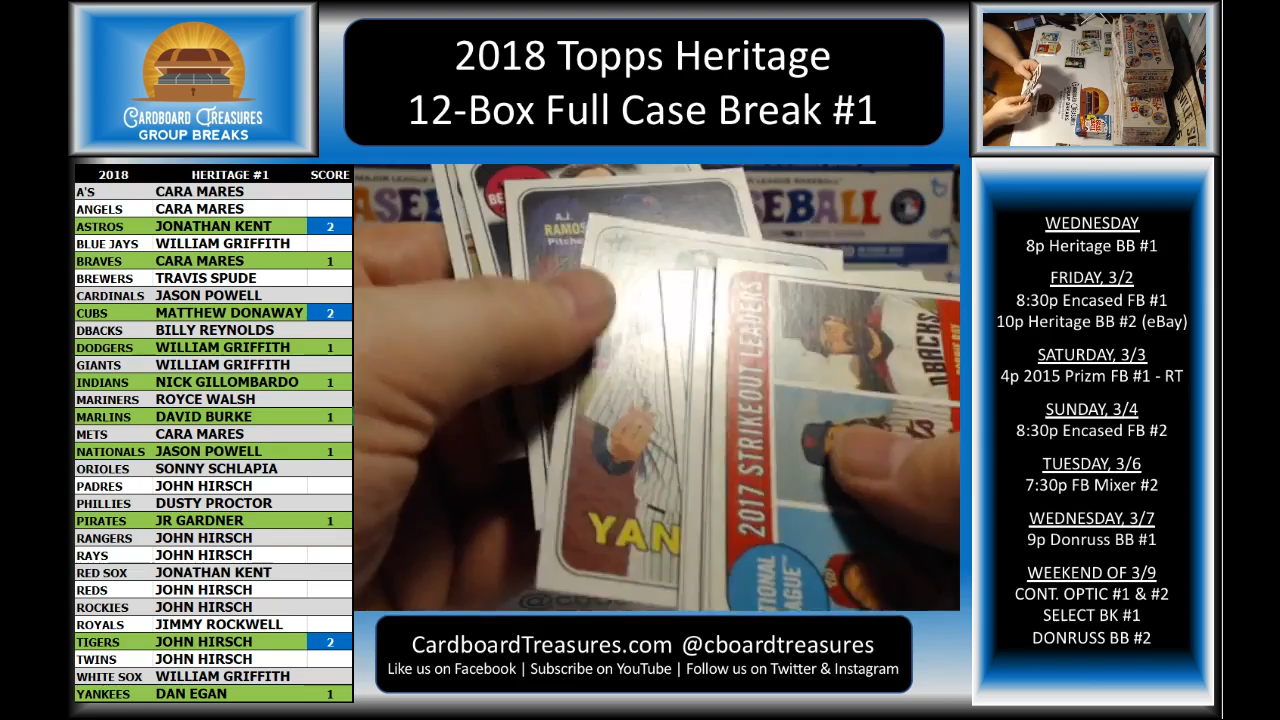 CARDBOARD TREASURES
GROUP BREAKS
2018 Topps Heritage
12-Box Full Case Break #1
2018 HERITAGE #1 SCORE
A'S CARA MARES
ANGELS CARA MARES
ASTROS JONATHAN KENT 2
BLUE JAYS WILLIAM GRIFFITH
BRAVES CARA MARES 1
BREWERS TRAVIS SPUDE
CARDINALS JASON POWELL
CUBS MATTHEW DONAWAY 2
DBACKS BILLY REYNOLDS
DODGERS WILLIAM GRIFFITH 1
GIANTS WILLIAM GRIFFITH
INDIANS NICK GILLOMBARDO 1
MARINERS ROYCE WALSH
MARLINS DAVID BURKE 1
METS CARA MARES
NATIONALS JASON POWELL 1
ORIOLES SONNY SCHLAPIA
PADRES JOHN HIRSCH
PHILLIES DUSTY PROCTOR
PIRATES JR GARDNER 1
RANGERS JOHN HIRSCH
RAYS JOHN HIRSCH
RED SOX JONATHAN KENT
REDS JOHN HIRSCH
ROCKIES JOHN HIRSCH
ROYALS JIMMY ROCKWELL
TIGERS JOHN HIRSCH 2
TWINS JOHN HIRSCH
WHITE SOX WILLIAM GRIFFITH
YANKEES DAN EGAN 1
ASEBALL
BASEBALL
A.J.
RAMOS
Pitcher
YAN
2017 STRIKEOUT LEADERS
DBACKS
WEDNESDAY
8p Heritage BB #1
FRIDAY, 3/2
8:30p Encased FB #1
10p Heritage BB #2 (eBay)
SATURDAY, 3/3
4p 2015 Prizm FB #1 - RT
SUNDAY, 3/4
8:30p Encased FB #2
TUESDAY, 3/6
7:30p FB Mixer #2
WEDNESDAY, 3/7
9p Donruss BB #1
WEEKEND OF 3/9
CONT. OPTIC #1 & #2
SELECT BK #1
DONRUSS BB #2
CardboardTreasures.com @cboardtreasures
Like us on Facebook | Subscribe on YouTube | Follow us on Twitter & Instagram